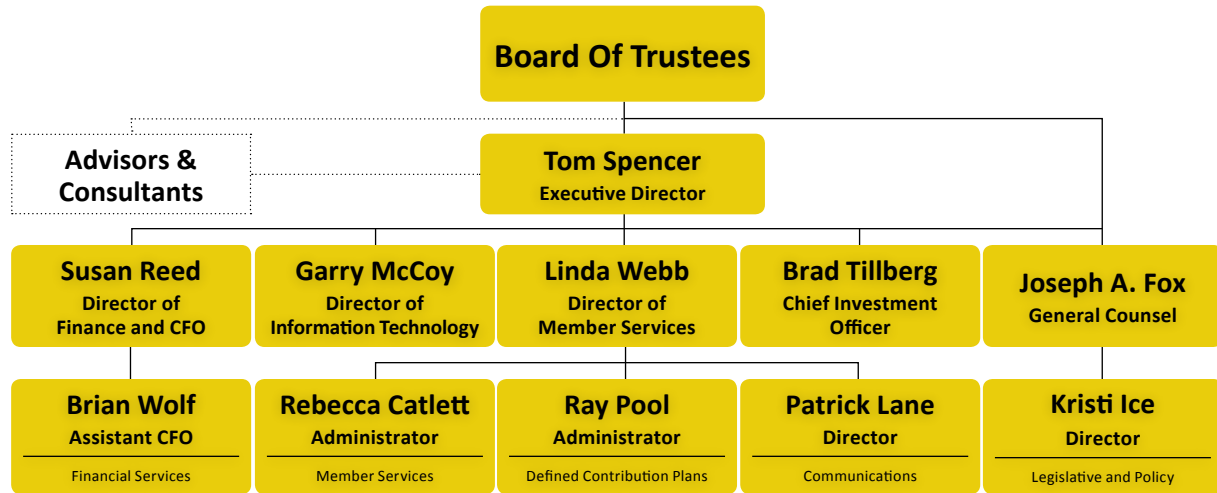 Board Of Trustees
Advisors &
Consultants
Tom Spencer
Executive Director
Susan Reed
Director of
Finance and CFO
Garry McCoy
Director of
Information Technology
Linda Webb
Director of
Member Services
Brad Tillberg
Chief Investment
Officer
Joseph A. Fox
General Counsel
Brian Wolf
Assistant CFO
Financial Services
Rebecca Catlett
Administrator
Member Services
Ray Pool
Administrator
Defined Contribution Plans
Patrick Lane
Director
Communications
Kristi Ice
Director
Legislative and Policy